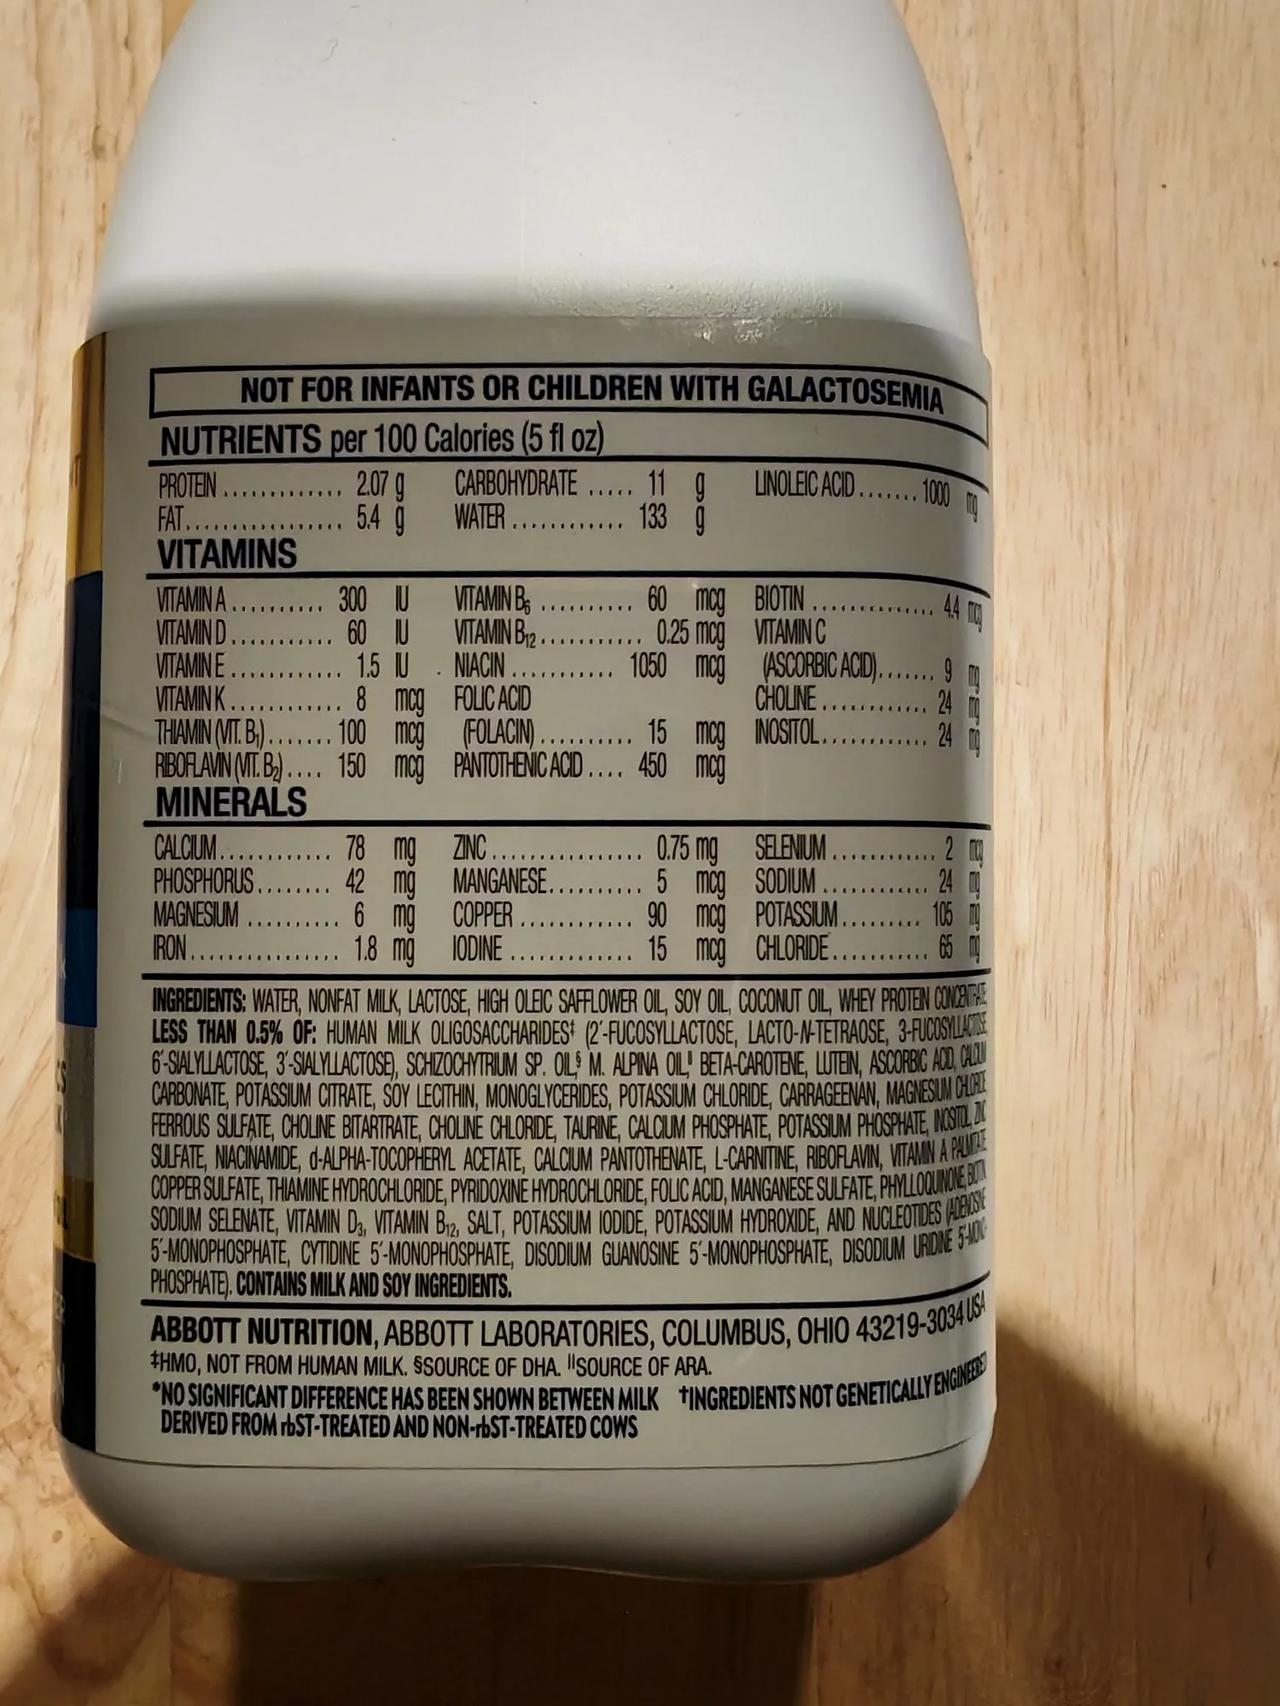 NOT FOR INFANTS OR CHILDREN WITH GALACTOSEMIA
NUTRIENTS per 100 Calories (5 fl oz)
PROTEIN ............. 2.07 g CARBOHYDRATE ..... 11 g LINOLEIC ACID ....... 1000 mg
FAT................. 5.4 g WATER ............ 133 g
VITAMINS
VITAMIN A .......... 300 IU VITAMIN B₆ .......... 60 mcg BIOTIN .............. 4.4 mcg
VITAMIN D ........... 60 IU VITAMIN B₁₂ ........... 0.25 mcg VITAMIN C
VITAMIN E ............ 1.5 IU NIACIN ........... 1050 mcg (ASCORBIC ACID)....... 9 mg
VITAMIN K ............ 8 mcg FOLIC ACID CHOLINE ............ 24 mg
THIAMIN (VIT. B₁)....... 100 mcg (FOLACIN) .......... 15 mcg INOSITOL............ 24 mg
RIBOFLAVIN (VIT. B₂) .... 150 mcg PANTOTHENIC ACID .... 450 mcg
MINERALS
CALCIUM............ 78 mg ZINC ................ 0.75 mg SELENIUM ............ 2 mcg
PHOSPHORUS........ 42 mg MANGANESE.......... 5 mcg SODIUM ............ 24 mg
MAGNESIUM .......... 6 mg COPPER ............. 90 mcg POTASSIUM ......... 105 mg
IRON ................ 1.8 mg IODINE ............. 15 mcg CHLORIDE ........... 65 mg
INGREDIENTS: WATER, NONFAT MILK, LACTOSE, HIGH OLEIC SAFFLOWER OIL, SOY OIL, COCONUT OIL, WHEY PROTEIN CONCENTRATE,
LESS THAN 0.5% OF: HUMAN MILK OLIGOSACCHARIDES‡ (2′-FUCOSYLLACTOSE, LACTO-N-TETRAOSE, 3-FUCOSYLLACTOSE,
6′-SIALYLLACTOSE, 3′-SIALYLLACTOSE), SCHIZOCHYTRIUM SP. OIL,§ M. ALPINA OIL,ǁ BETA-CAROTENE, LUTEIN, ASCORBIC ACID, CALCIUM
CARBONATE, POTASSIUM CITRATE, SOY LECITHIN, MONOGLYCERIDES, POTASSIUM CHLORIDE, CARRAGEENAN, MAGNESIUM CHLORIDE
FERROUS SULFATE, CHOLINE BITARTRATE, CHOLINE CHLORIDE, TAURINE, CALCIUM PHOSPHATE, POTASSIUM PHOSPHATE, INOSITOL, ZINC
SULFATE, NIACINAMIDE, d-ALPHA-TOCOPHERYL ACETATE, CALCIUM PANTOTHENATE, L-CARNITINE, RIBOFLAVIN, VITAMIN A PALMITATE,
COPPER SULFATE, THIAMINE HYDROCHLORIDE, PYRIDOXINE HYDROCHLORIDE, FOLIC ACID, MANGANESE SULFATE, PHYLLOQUINONE, BIOTIN,
SODIUM SELENATE, VITAMIN D₃, VITAMIN B₁₂, SALT, POTASSIUM IODIDE, POTASSIUM HYDROXIDE, AND NUCLEOTIDES (ADENOSINE
5′-MONOPHOSPHATE, CYTIDINE 5′-MONOPHOSPHATE, DISODIUM GUANOSINE 5′-MONOPHOSPHATE, DISODIUM URIDINE 5′-MONO-
PHOSPHATE). CONTAINS MILK AND SOY INGREDIENTS.
ABBOTT NUTRITION, ABBOTT LABORATORIES, COLUMBUS, OHIO 43219-3034 USA
‡HMO, NOT FROM HUMAN MILK. §SOURCE OF DHA. ǁSOURCE OF ARA.
*NO SIGNIFICANT DIFFERENCE HAS BEEN SHOWN BETWEEN MILK †INGREDIENTS NOT GENETICALLY ENGINEERED
DERIVED FROM rbST-TREATED AND NON-rbST-TREATED COWS